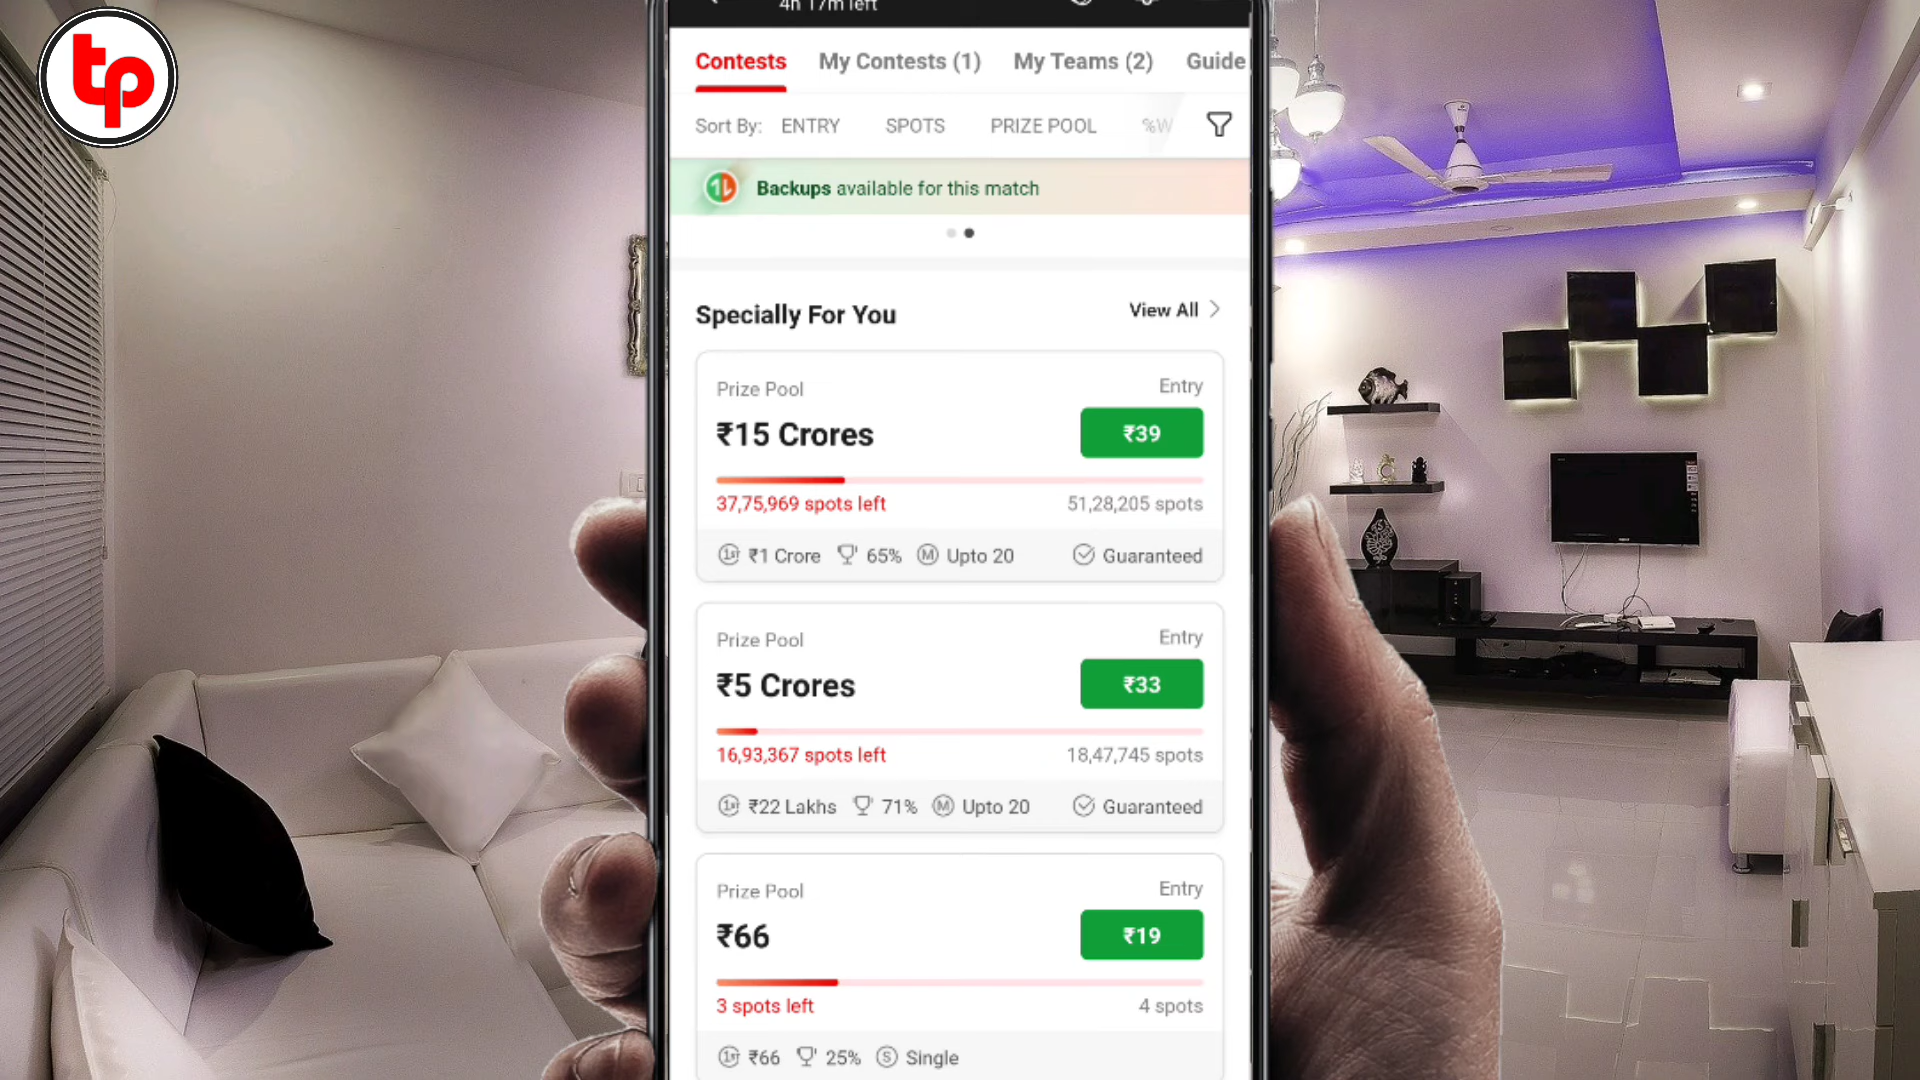 tp
4h 17m left
Contests My Contests (1) My Teams (2) Guide
Sort By: ENTRY SPOTS PRIZE POOL %W
Backups available for this match
Specially For You View All
Prize Pool Entry
₹15 Crores ₹39
37,75,969 spots left 51,28,205 spots
1st ₹1 Crore 65% M Upto 20 Guaranteed
Prize Pool Entry
₹5 Crores ₹33
16,93,367 spots left 18,47,745 spots
1st ₹22 Lakhs 71% M Upto 20 Guaranteed
Prize Pool Entry
₹66 ₹19
3 spots left 4 spots
1st ₹66 25% S Single